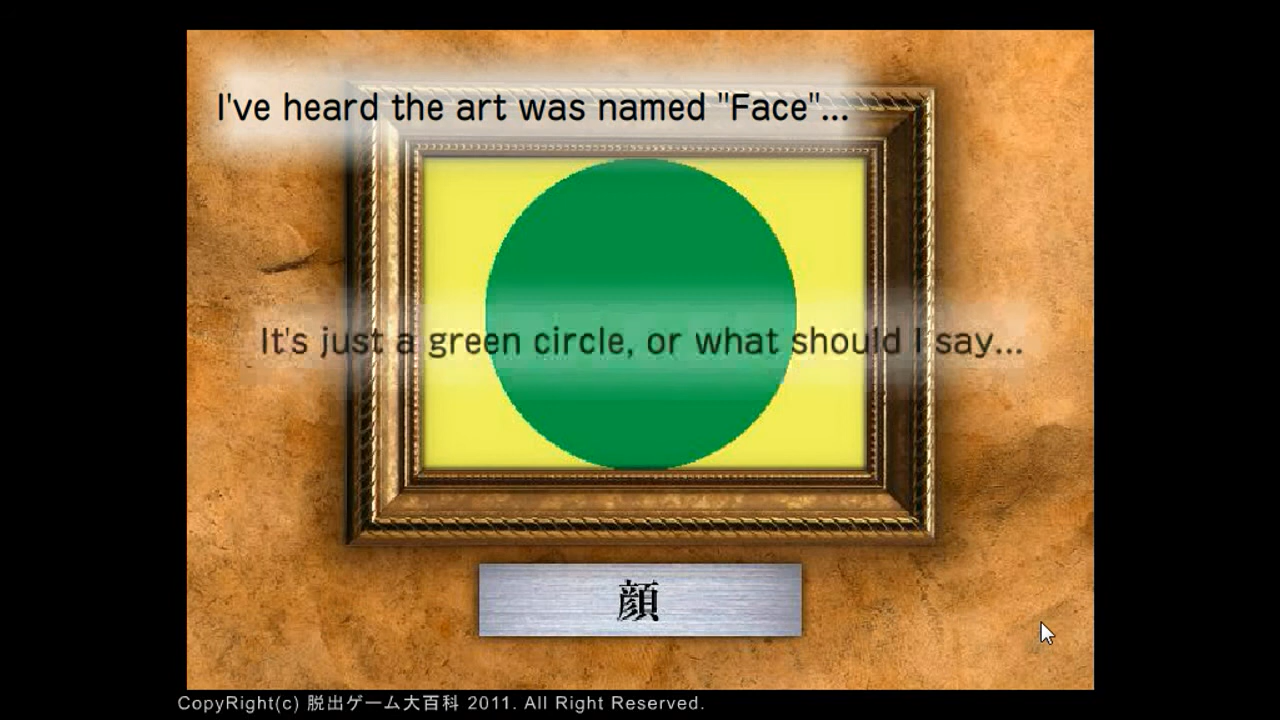 I've heard the art was named "Face"...
It's just a green circle, or what should I say...
顔
CopyRight(c) 脱出ゲーム大百科 2011. All Right Reserved.